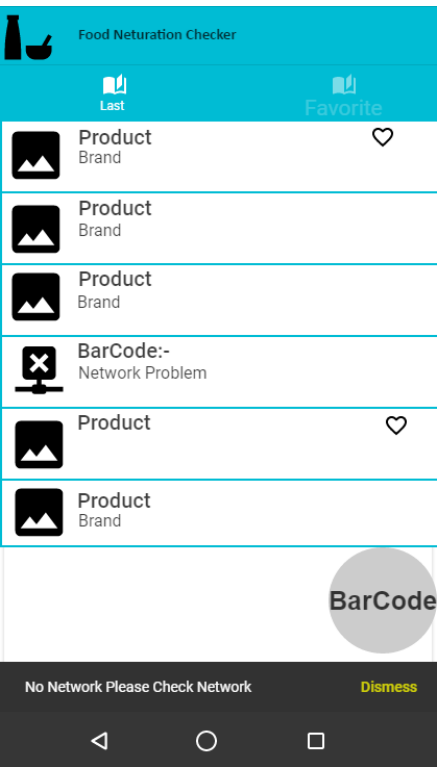 Food Neturation Checker
Last
Favorite
Product
Brand
Product
Brand
Product
Brand
BarCode:-
Network Problem
Product
Product
Brand
BarCode
No Network Please Check Network
Dismess